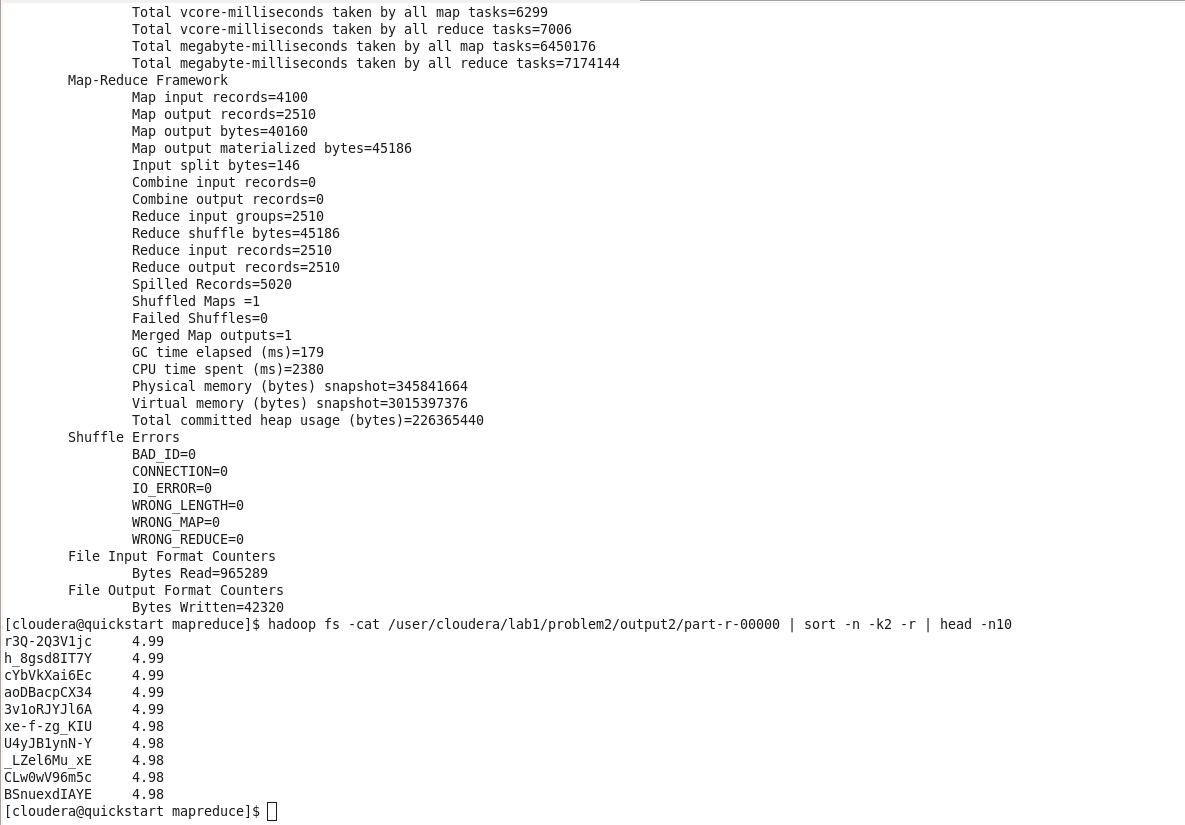 Total vcore-milliseconds taken by all map tasks=6299
Total vcore-milliseconds taken by all reduce tasks=7006
Total megabyte-milliseconds taken by all map tasks=6450176
Total megabyte-milliseconds taken by all reduce tasks=7174144
Map-Reduce Framework
Map input records=4100
Map output records=2510
Map output bytes=40160
Map output materialized bytes=45186
Input split bytes=146
Combine input records=0
Combine output records=0
Reduce input groups=2510
Reduce shuffle bytes=45186
Reduce input records=2510
Reduce output records=2510
Spilled Records=5020
Shuffled Maps =1
Failed Shuffles=0
Merged Map outputs=1
GC time elapsed (ms)=179
CPU time spent (ms)=2380
Physical memory (bytes) snapshot=345841664
Virtual memory (bytes) snapshot=3015397376
Total committed heap usage (bytes)=226365440
Shuffle Errors
BAD_ID=0
CONNECTION=0
IO_ERROR=0
WRONG_LENGTH=0
WRONG_MAP=0
WRONG_REDUCE=0
File Input Format Counters
Bytes Read=965289
File Output Format Counters
Bytes Written=42320
[cloudera@quickstart mapreduce]$ hadoop fs -cat /user/cloudera/lab1/problem2/output2/part-r-00000 | sort -n -k2 -r | head -n10
r3Q-2Q3V1jc 4.99
h_8gsd8IT7Y 4.99
cYbVkXai6Ec 4.99
aoDBacpCX34 4.99
3v1oRJYJl6A 4.99
xe-f-zg_KIU 4.98
U4yJB1ynN-Y 4.98
_LZel6Mu_xE 4.98
CLw0wV96m5c 4.98
BSnuexdIAYE 4.98
[cloudera@quickstart mapreduce]$